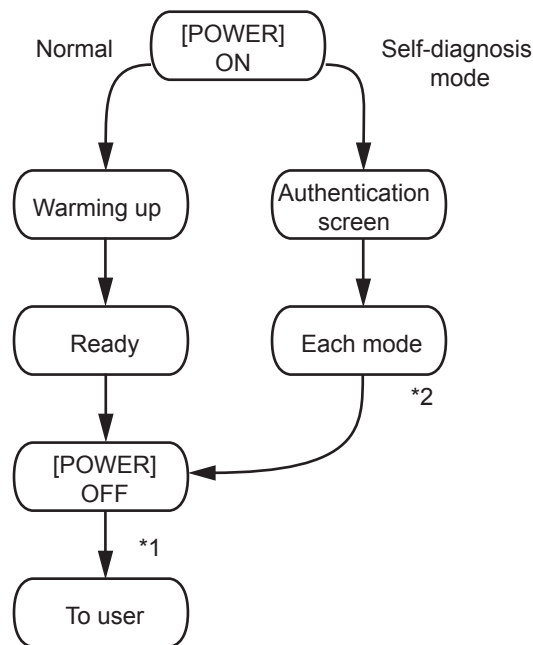 [POWER]
ON
Normal
Self-diagnosis
mode
Warming up
Authentication
screen
Ready
Each mode
*2
[POWER]
OFF
*1
To user